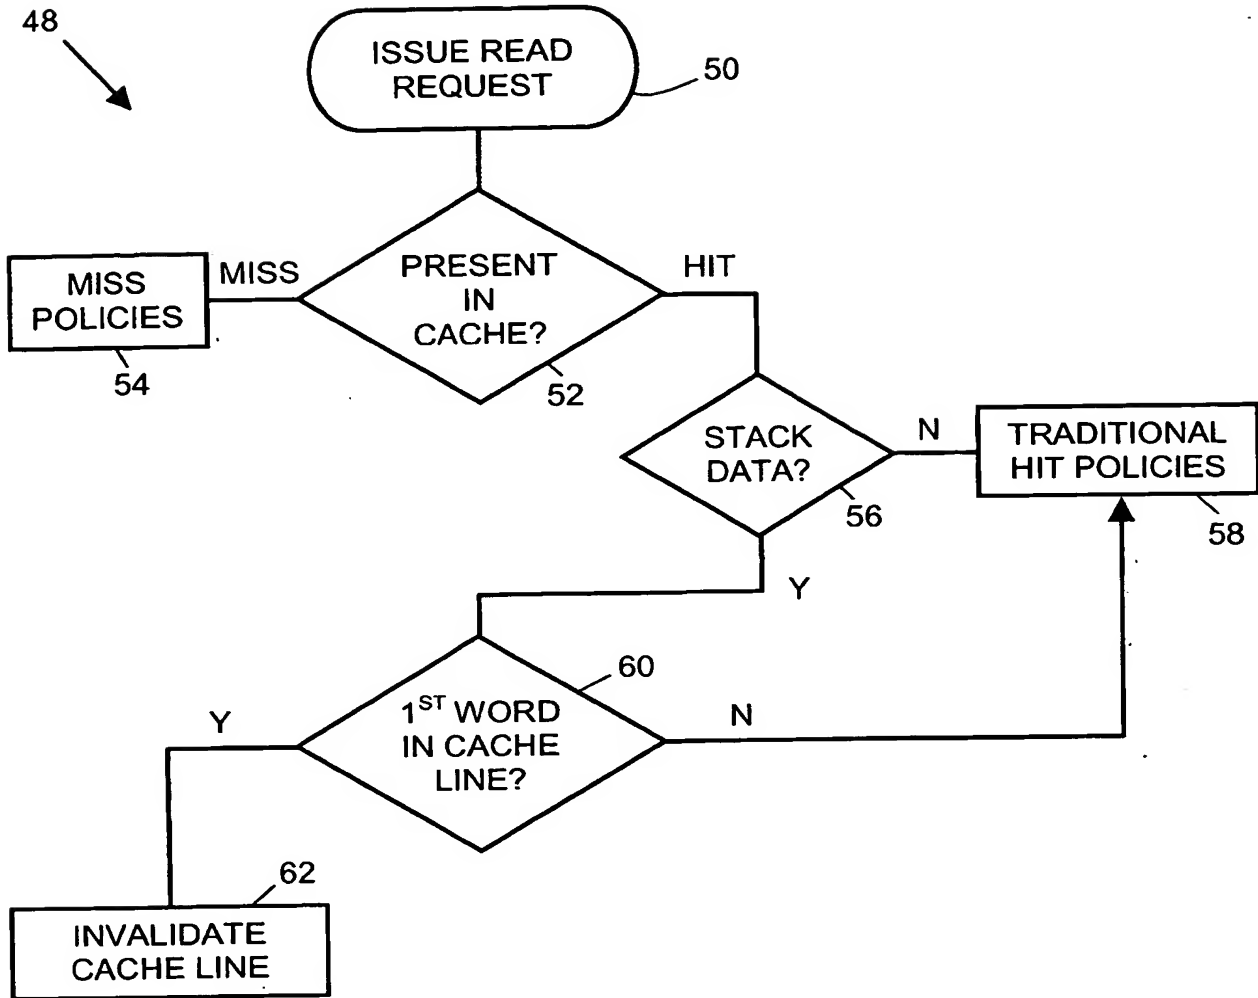 48
ISSUE READ
REQUEST
50
PRESENT
IN
CACHE?
52
MISS
MISS
POLICIES
54
HIT
STACK
DATA?
56
N
TRADITIONAL
HIT POLICIES
58
Y
1ST WORD
IN CACHE
LINE?
60
N
Y
62
INVALIDATE
CACHE LINE